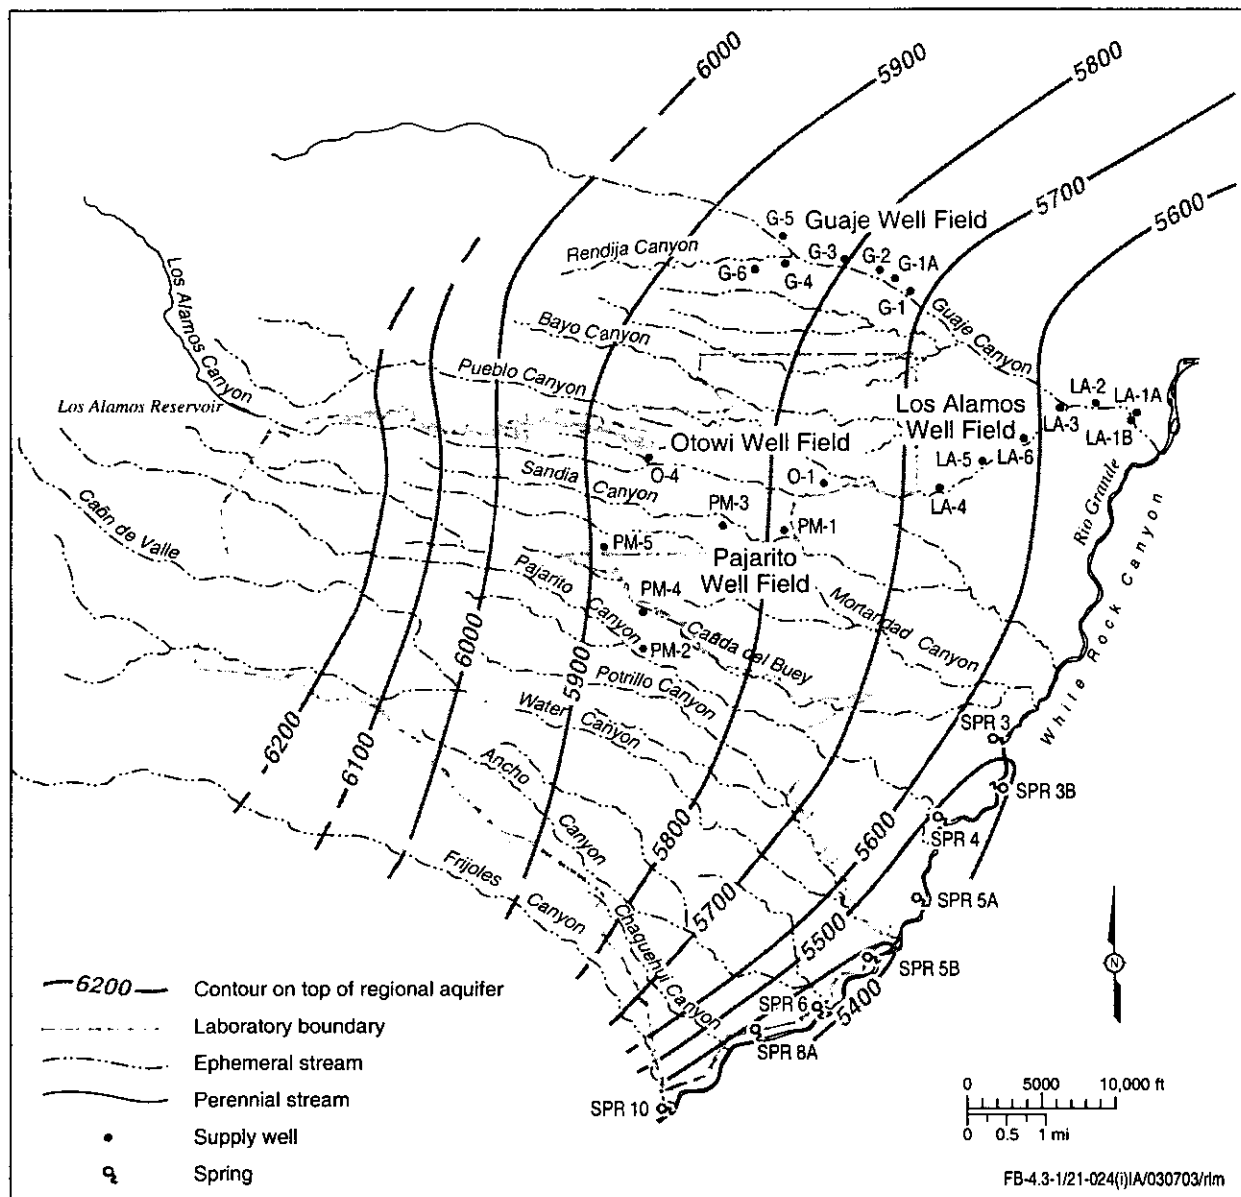 6000
5900
5800
5700
5600
G-5
Guaje Well Field
Rendija Canyon
G-3
G-2
G-1A
G-6
G-4
G-1
Guaje Canyon
Los Alamos Canyon
Bayo Canyon
Pueblo Canyon
LA-2
LA-1A
Los Alamos Reservoir
Los Alamos
Well Field
LA-3
LA-1B
Otowi Well Field
LA-5
LA-6
Sandia Canyon
O-4
O-1
LA-4
Rio Grande
White Rock Canyon
PM-3
PM-1
Cañon de Valle
PM-5
Pajarito
Well Field
Pajarito Canyon
PM-4
Mortandad Canyon
Cañada del Buey
PM-2
6000
5900
Potrillo Canyon
Water Canyon
6200
6100
SPR 3
Ancho Canyon
SPR 3B
5800
5600
SPR 4
Frijoles Canyon
5700
SPR 5A
5500
Chaquehui Canyon
SPR 5B
SPR 6
5400
N
SPR 8A
SPR 10
6200 Contour on top of regional aquifer
Laboratory boundary
Ephemeral stream
Perennial stream
Supply well
Spring
0 5000 10,000 ft
0 0.5 1 mi
FB-4.3-1/21-024(i)IA/030703/rlm